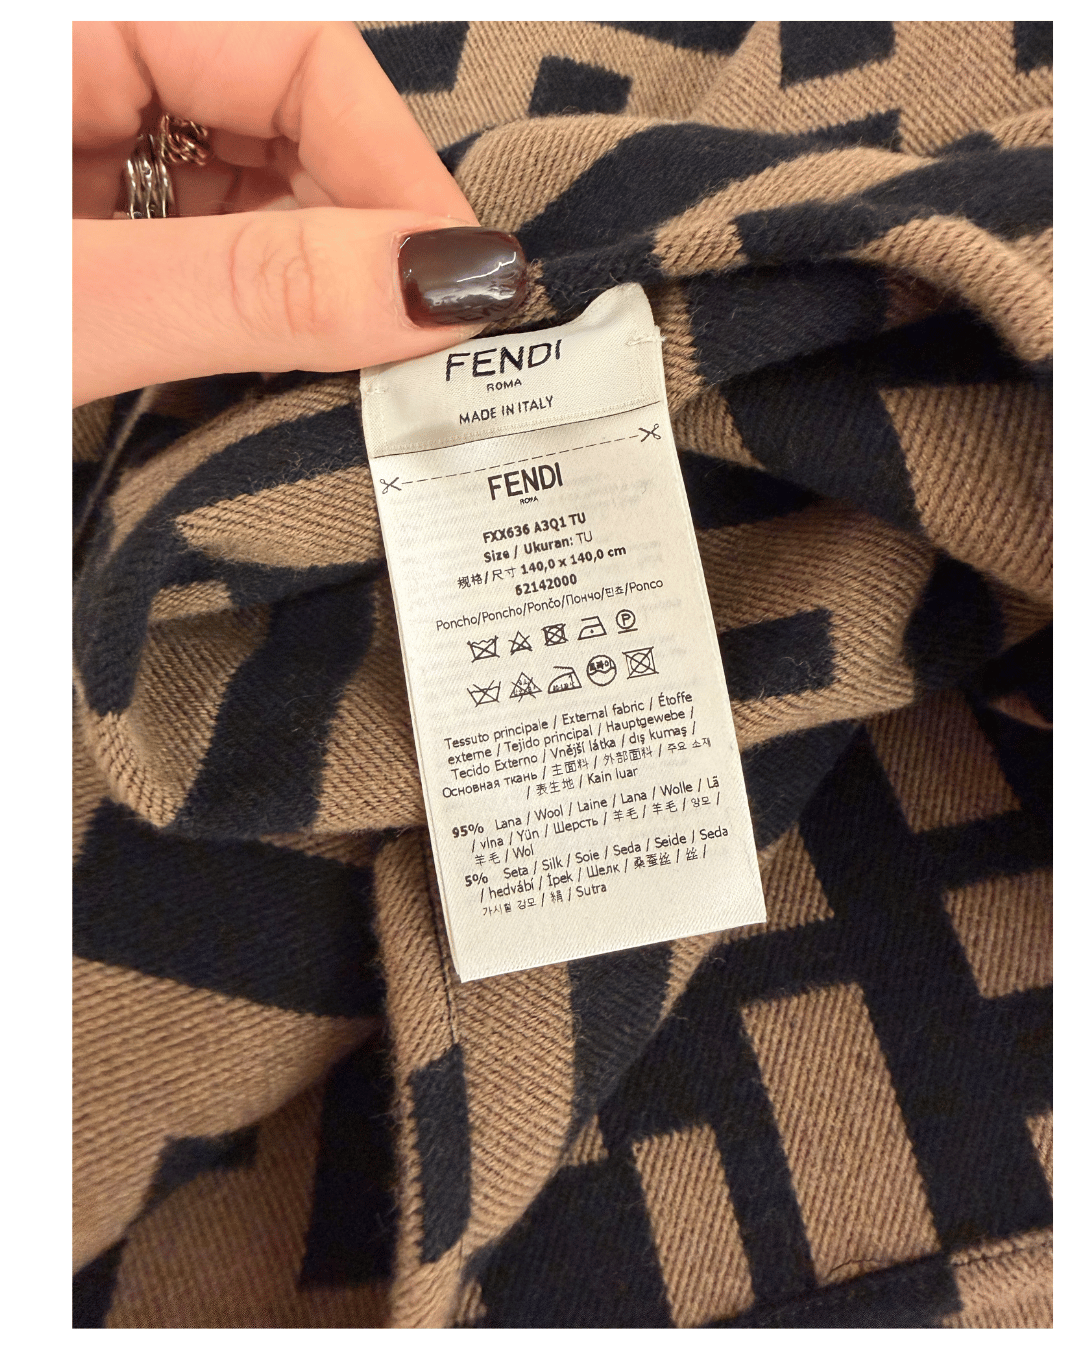 FENDI
ROMA
MADE IN ITALY
FENDI
ROMA
FXX636 A3Q1 TU
Size / Ukuran: TU
规格/尺寸 140,0 x 140,0 cm
62142000
Poncho/Poncho/Pončo/Пончо/판초/Ponco
Tessuto principale / External fabric / Étoffe
externe / Tejido principal / Hauptgewebe /
Tecido Externo / Vnější látka / dış kumaş /
Основная ткань / 主面料 / 外部面料 / 주요 소재
/ 表生地 / Kain luar
95% Lana / Wool / Laine / Lana / Wolle / Lã
/ vlna / Yün / Шерсть / 羊毛 / 羊毛 / 양모 /
羊毛 / Wol
5% Seta / Silk / Soie / Seda / Seide / Seda
/ hedvábí / İpek / Шелк / 桑蚕丝 / 丝 /
/ 絹 / Sutra